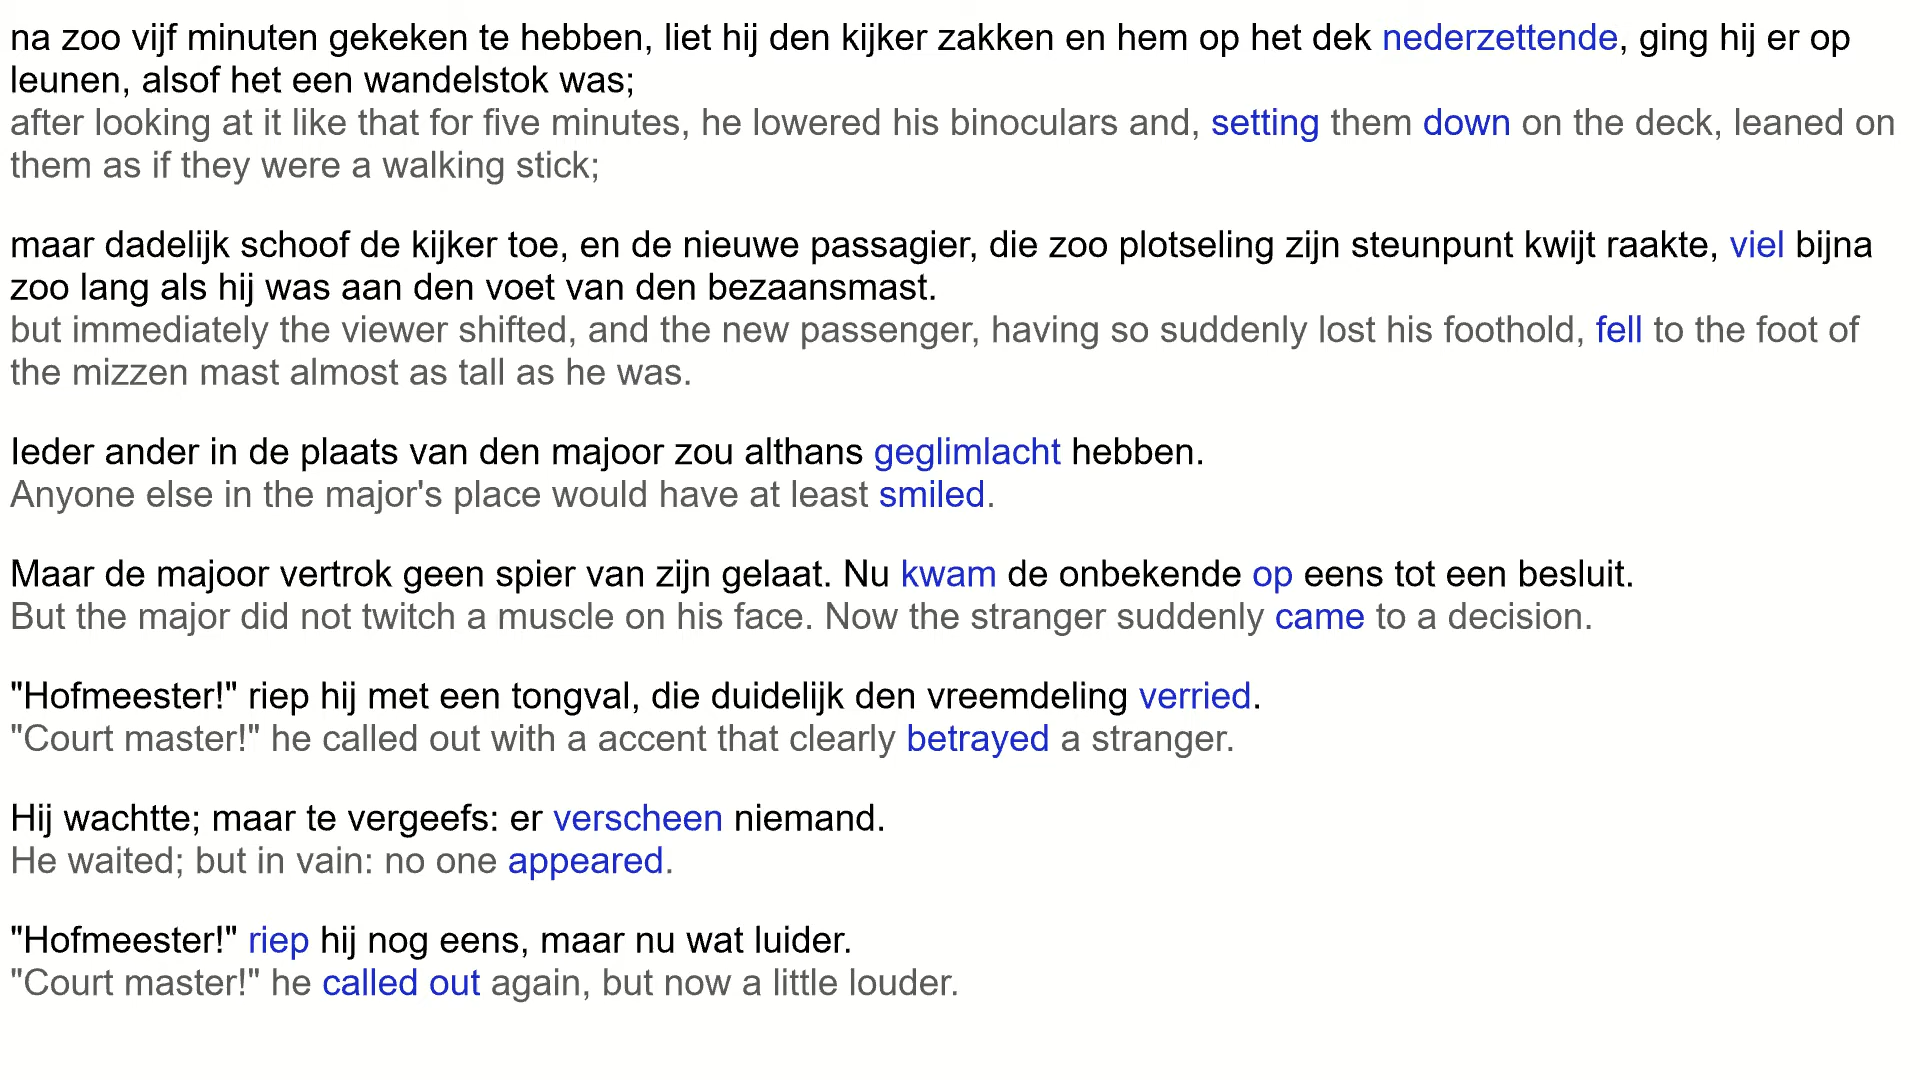 na zoo vijf minuten gekeken te hebben, liet hij den kijker zakken en hem op het dek nederzettende, ging hij er op
leunen, alsof het een wandelstok was;
after looking at it like that for five minutes, he lowered his binoculars and, setting them down on the deck, leaned on
them as if they were a walking stick;
maar dadelijk schoof de kijker toe, en de nieuwe passagier, die zoo plotseling zijn steunpunt kwijt raakte, viel bijna
zoo lang als hij was aan den voet van den bezaansmast.
but immediately the viewer shifted, and the new passenger, having so suddenly lost his foothold, fell to the foot of
the mizzen mast almost as tall as he was.
Ieder ander in de plaats van den majoor zou althans geglimlacht hebben.
Anyone else in the major's place would have at least smiled.
Maar de majoor vertrok geen spier van zijn gelaat. Nu kwam de onbekende op eens tot een besluit.
But the major did not twitch a muscle on his face. Now the stranger suddenly came to a decision.
"Hofmeester!" riep hij met een tongval, die duidelijk den vreemdeling verried.
"Court master!" he called out with a accent that clearly betrayed a stranger.
Hij wachtte; maar te vergeefs: er verscheen niemand.
He waited; but in vain: no one appeared.
"Hofmeester!" riep hij nog eens, maar nu wat luider.
"Court master!" he called out again, but now a little louder.